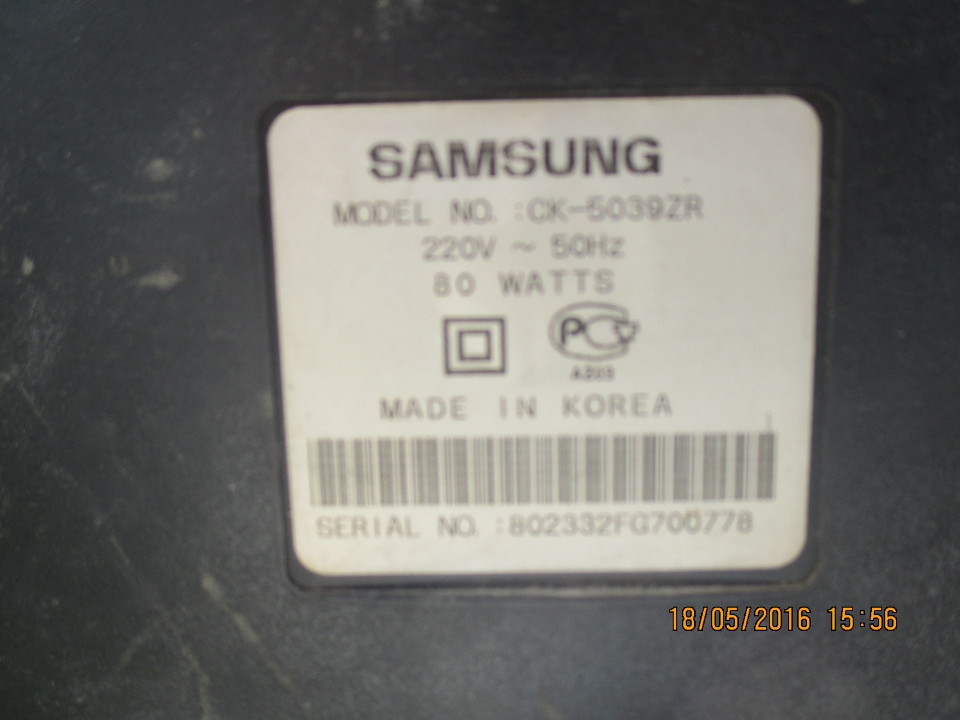 SAMSUNG
MODEL NO. :CK-5039ZR
220V ~ 50Hz
80 WATTS
MADE IN KOREA
SERIAL NO. :802332FG700778
18/05/2016 15:56